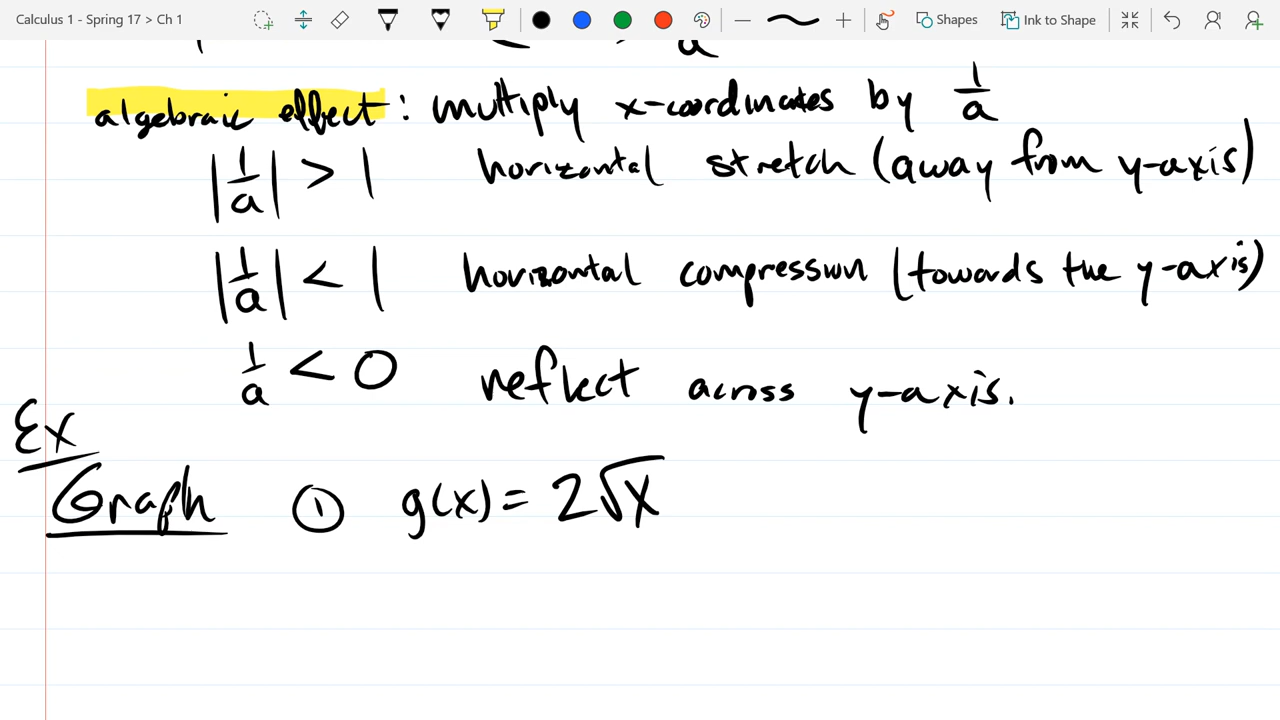 Calculus 1 - Spring 17 > Ch 1
Shapes
Ink to Shape
a
algebraic effect: multiply x-coordinates by 1/a
|1/a| > 1 horizontal stretch (away from y-axis)
|1/a| < 1 horizontal compression (towards the y-axis)
1/a < 0 reflect across y-axis.
Ex
Graph ① g(x) = 2√x